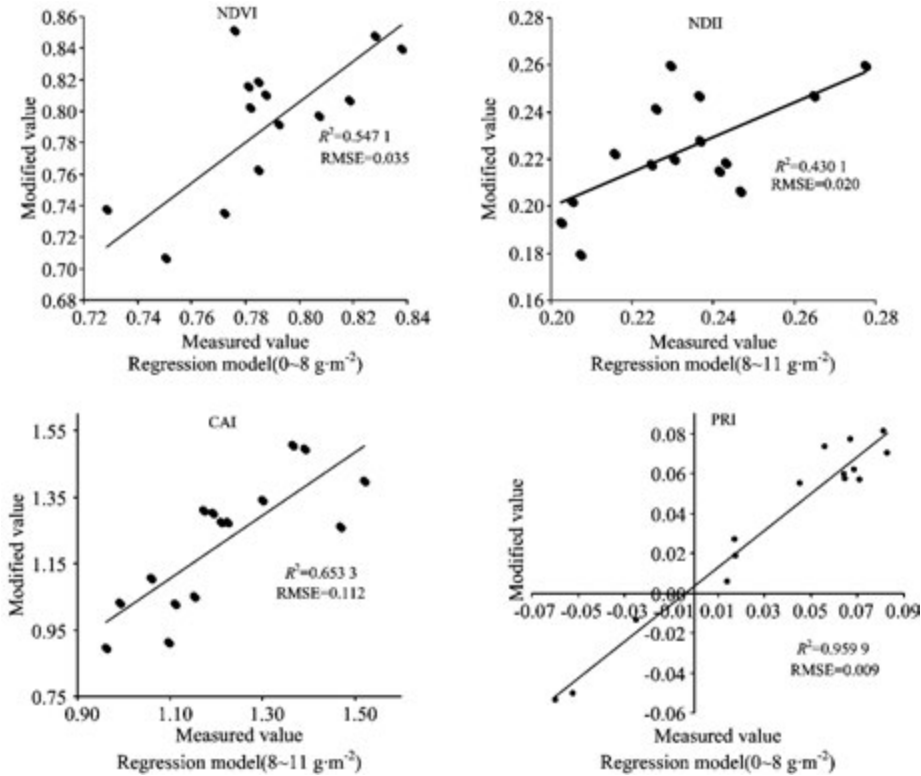 NDVI
Modified value
0.86
0.84
0.82
0.80
0.78
0.76
0.74
0.72
0.70
0.68
R²=0.547 1
RMSE=0.035
0.72 0.74 0.76 0.78 0.80 0.82 0.84
Measured value
Regression model(0~8 g·m⁻²)
NDII
Modified value
0.28
0.26
0.24
0.22
0.20
0.18
0.16
R²=0.430 1
RMSE=0.020
0.20 0.22 0.24 0.26 0.28
Measured value
Regression model(8~11 g·m⁻²)
CAI
Modified value
1.55
1.35
1.15
0.95
0.75
R²=0.653 3
RMSE=0.112
0.90 1.10 1.30 1.50
Measured value
Regression model(8~11 g·m⁻²)
PRI
Modified value
0.08
0.06
0.04
0.02
0.00
-0.07 -0.05 -0.03 -0.01 0.01 0.03 0.05 0.07 0.09
-0.02
-0.04
-0.06
R²=0.959 9
RMSE=0.009
Measured value
Regression model(0~8 g·m⁻²)